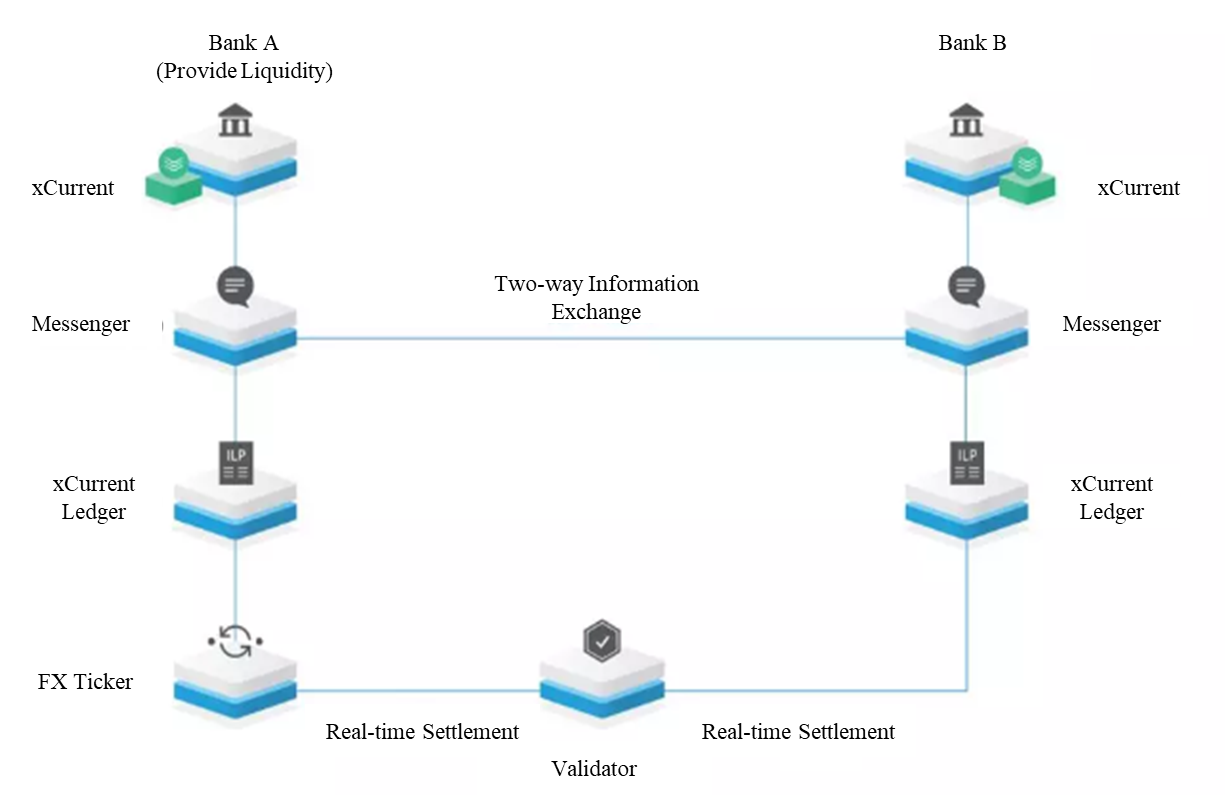 Bank A
(Provide Liquidity)
Bank B
xCurrent
xCurrent
Two-way Information
Exchange
Messenger
Messenger
ILP
ILP
xCurrent
Ledger
xCurrent
Ledger
FX Ticker
Real-time Settlement
Real-time Settlement
Validator